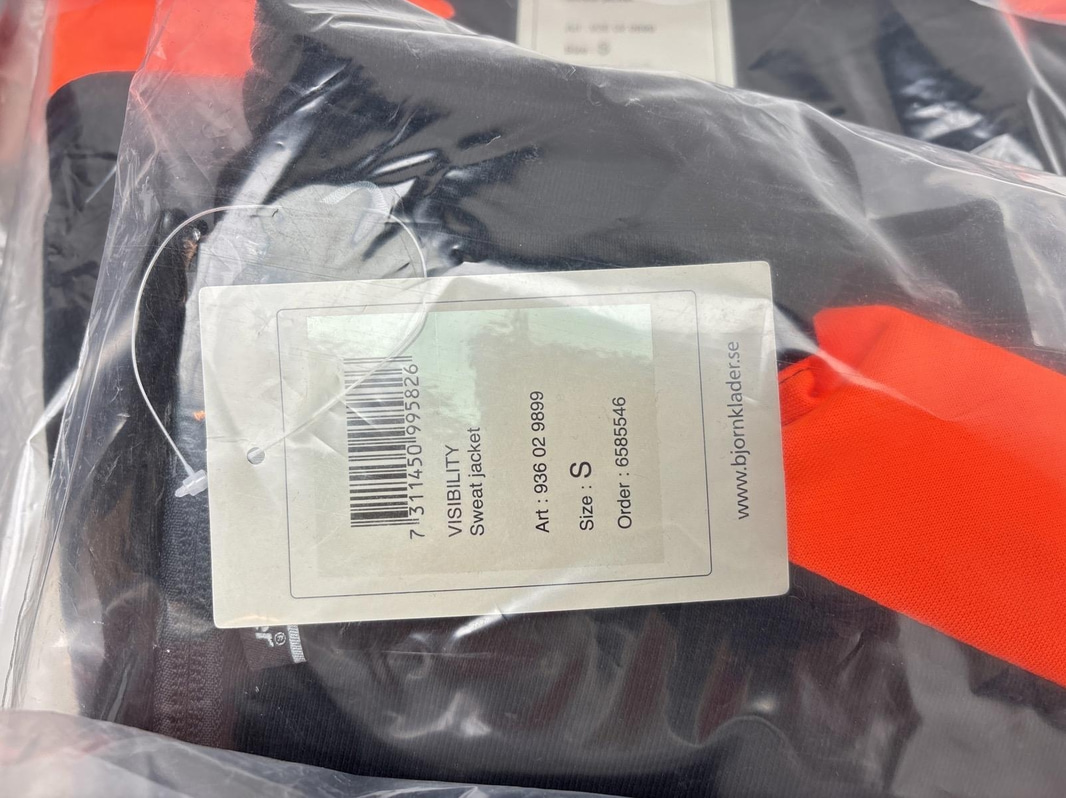 7 311450 995826
VISIBILITY
Sweat jacket
Art : 936 02 9899
Size : S
Order : 6585546
www.bjornklader.se